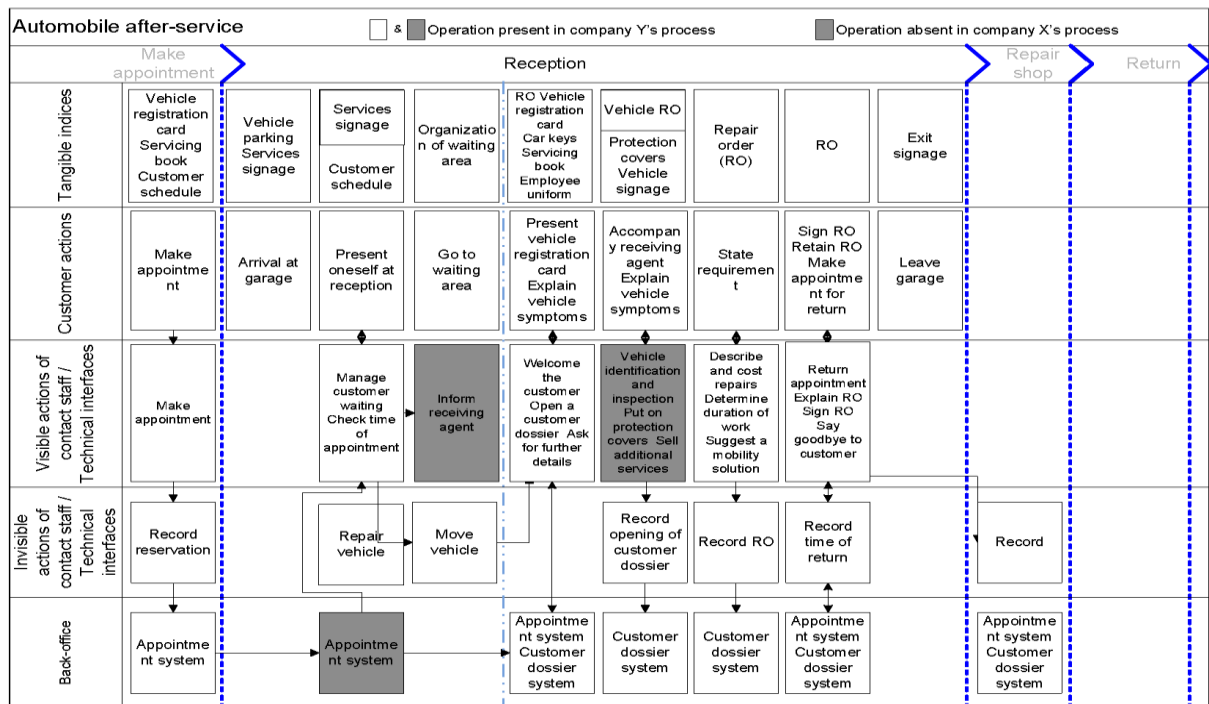 Automobile after-service
&
Operation present in company Y's process
Operation absent in company X's process
Make
appointment
Reception
Repair
shop
Return
Tangible indices
Vehicle
registration
card
Servicing
book
Customer
schedule
Vehicle
parking
Services
signage
Services
signage
Customer
schedule
Organizatio
n of waiting
area
RO Vehicle
registration
card
Car keys
Servicing
book
Employee
uniform
Vehicle RO
Protection
covers
Vehicle
signage
Repair
order
(RO)
RO
Exit
signage
Customer actions
Make
appointme
nt
Arrival at
garage
Present
oneself at
reception
Go to
waiting
area
Present
vehicle
registration
card
Explain
vehicle
symptoms
Accompan
y receiving
agent
Explain
vehicle
symptoms
State
requiremen
t
Sign RO
Retain RO
Make
appointme
nt for
return
Leave
garage
Visible actions of
contact staff /
Technical interfaces
Make
appointment
Manage
customer
waiting
Check time
of
appointment
Inform
receiving
agent
Welcome
the
customer
Open a
customer
dossier Ask
for further
details
Vehicle
identification
and
inspection
Put on
protection
covers Sell
additional
services
Describe
and cost
repairs
Determine
duration of
work
Suggest a
mobility
solution
Return
appointment
Explain RO
Sign RO
Say
goodbye to
customer
Invisible
actions of
contact staff /
Technical
interfaces
Record
reservation
Repair
vehicle
Move
vehicle
Record
opening of
customer
dossier
Record RO
Record
time of
return
Record
Back-office
Appointme
nt system
Appointme
nt system
Appointme
nt system
Customer
dossier
system
Customer
dossier
system
Customer
dossier
system
Appointme
nt system
Customer
dossier
system
Appointme
nt system
Customer
dossier
system